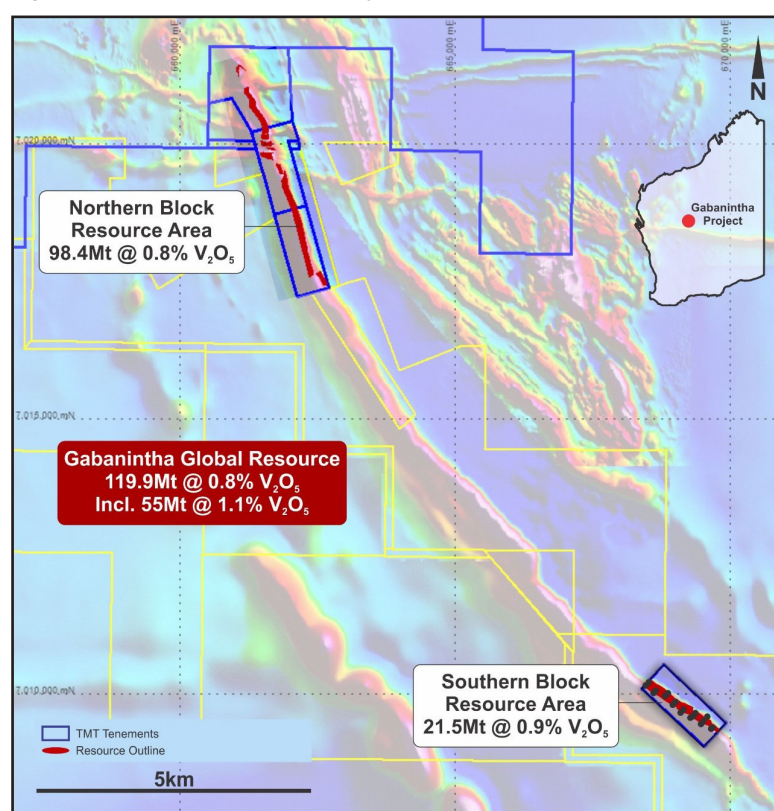 660,000 mE
665,000 mE
670,000 mE
N
7,020,000 mN
Gabanintha
Project
Northern Block
Resource Area
98.4Mt @ 0.8% V₂O₅
7,015,000 mN
Gabanintha Global Resource
119.9Mt @ 0.8% V₂O₅
Incl. 55Mt @ 1.1% V₂O₅
7,010,000 mN
Southern Block
Resource Area
21.5Mt @ 0.9% V₂O₅
TMT Tenements
Resource Outline
5km